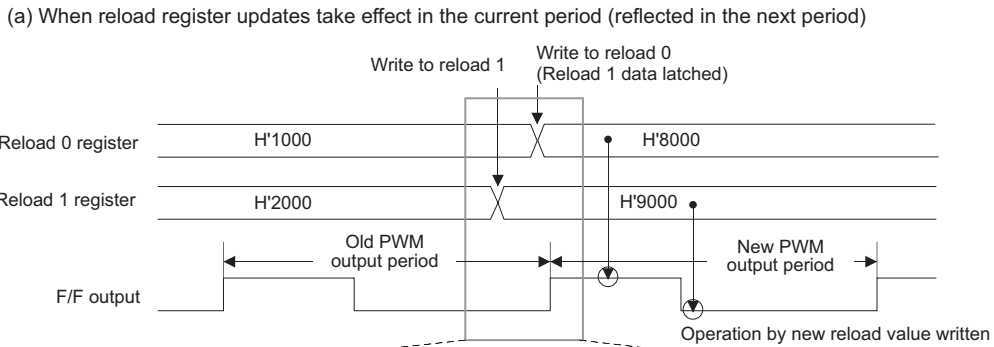 (a) When reload register updates take effect in the current period (reflected in the next period)
Write to reload 1
Write to reload 0
(Reload 1 data latched)
Reload 0 register
H'1000
H'8000
Reload 1 register
H'2000
H'9000
Old PWM
output period
New PWM
output period
F/F output
Operation by new reload value written